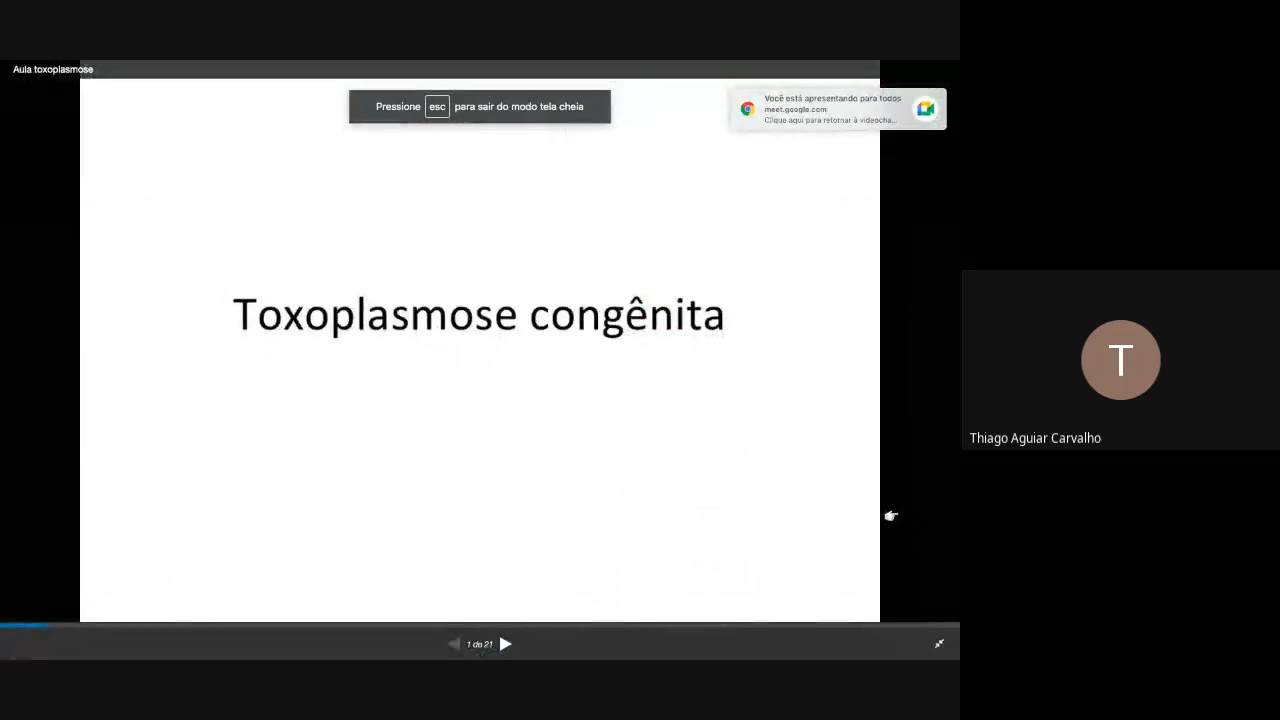 Aula toxoplasmose
Pressione esc para sair do modo tela cheia
Você está apresentando para todos
meet.google.com
Clique aqui para retornar à videocha...
Toxoplasmose congênita
T
Thiago Aguiar Carvalho
1 de 21